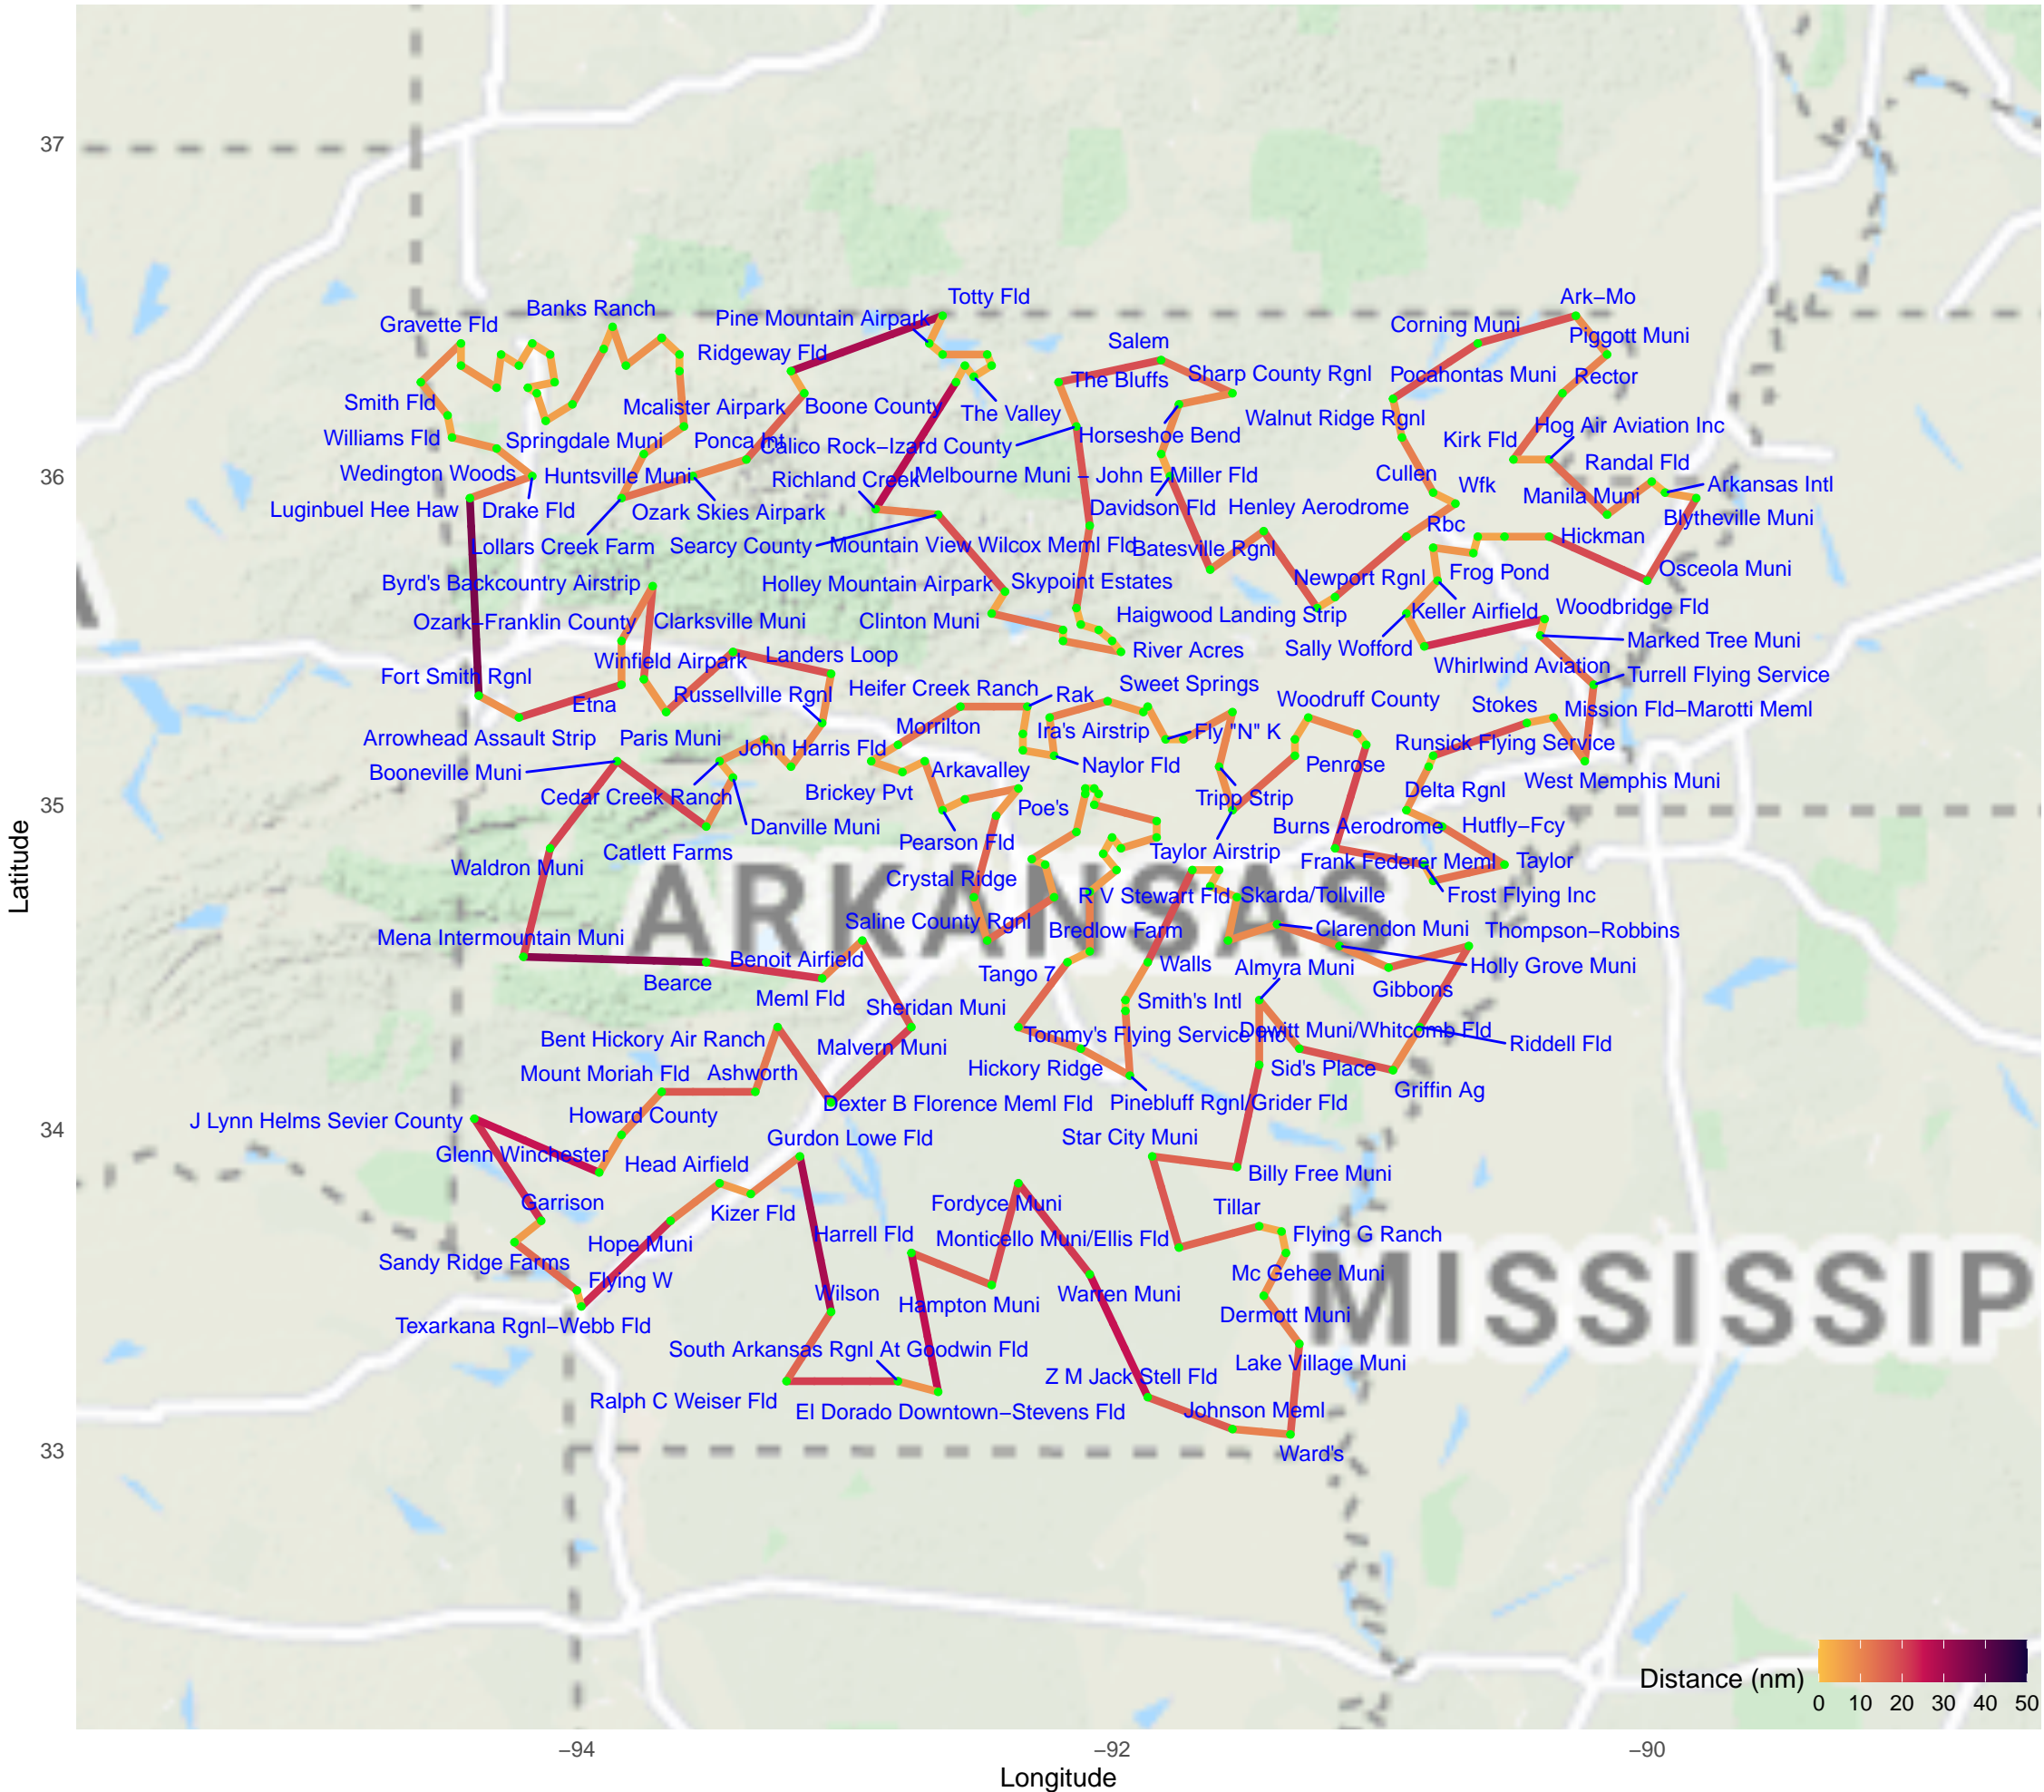 37
36
35
34
33
Latitude
Totty Fld
Ark−Mo
Banks Ranch
Pine Mountain Airpark
Gravette Fld
Corning Muni
Piggott Muni
Salem
Ridgeway Fld
The Bluffs
Sharp County Rgnl
Pocahontas Muni
Rector
Smith Fld
Mcalister Airpark
Boone County
The Valley
Walnut Ridge Rgnl
Hog Air Aviation Inc
Williams Fld
Springdale Muni
Ponca Int
Calico Rock−Izard County
Horseshoe Bend
Kirk Fld
Wedington Woods
Huntsville Muni
Richland Creek
Melbourne Muni − John E Miller Fld
Cullen
Wfk
Randal Fld
Manila Muni
Arkansas Intl
Luginbuel Hee Haw
Drake Fld
Ozark Skies Airpark
Davidson Fld
Henley Aerodrome
Blytheville Muni
Rbc
Hickman
Lollars Creek Farm
Searcy County
Mountain View Wilcox Meml Fld
Batesville Rgnl
Byrd's Backcountry Airstrip
Holley Mountain Airpark
Skypoint Estates
Newport Rgnl
Frog Pond
Osceola Muni
Ozark−Franklin County
Clarksville Muni
Clinton Muni
Haigwood Landing Strip
Keller Airfield
Woodbridge Fld
Winfield Airpark
Landers Loop
River Acres
Sally Wofford
Marked Tree Muni
Fort Smith Rgnl
Whirlwind Aviation
Turrell Flying Service
Etna
Russellville Rgnl
Heifer Creek Ranch
Rak
Sweet Springs
Woodruff County
Stokes
Mission Fld−Marotti Meml
Arrowhead Assault Strip
Paris Muni
John Harris Fld
Morrilton
Ira's Airstrip
Fly "N" K
Runsick Flying Service
Booneville Muni
Arkavalley
Naylor Fld
Penrose
West Memphis Muni
Cedar Creek Ranch
Brickey Pvt
Poe's
Tripp Strip
Delta Rgnl
Danville Muni
Pearson Fld
Burns Aerodrome
Hutfly−Fcy
Waldron Muni
Catlett Farms
Taylor Airstrip
Frank Federer Meml
Taylor
ARKANSAS
Crystal Ridge
R V Stewart Fld
Skarda/Tollville
Frost Flying Inc
Mena Intermountain Muni
Saline County Rgnl
Bredlow Farm
Clarendon Muni
Thompson−Robbins
Benoit Airfield
Tango 7
Walls
Almyra Muni
Holly Grove Muni
Bearce
Meml Fld
Sheridan Muni
Smith's Intl
Gibbons
Bent Hickory Air Ranch
Malvern Muni
Tommy's Flying Service Inc
Dewitt Muni/Whitcomb Fld
Riddell Fld
Mount Moriah Fld
Ashworth
Hickory Ridge
Sid's Place
Griffin Ag
J Lynn Helms Sevier County
Howard County
Dexter B Florence Meml Fld
Pinebluff Rgnl/Grider Fld
Glenn Winchester
Head Airfield
Gurdon Lowe Fld
Star City Muni
Billy Free Muni
Garrison
Kizer Fld
Fordyce Muni
Tillar
Sandy Ridge Farms
Hope Muni
Harrell Fld
Monticello Muni/Ellis Fld
Flying G Ranch
Flying W
Wilson
Hampton Muni
Warren Muni
Mc Gehee Muni
MISSISSIP
Texarkana Rgnl−Webb Fld
Dermott Muni
South Arkansas Rgnl At Goodwin Fld
Lake Village Muni
Ralph C Weiser Fld
El Dorado Downtown−Stevens Fld
Z M Jack Stell Fld
Johnson Meml
Ward's
Distance (nm)
0 10 20 30 40 50
−94 −92 −90
Longitude